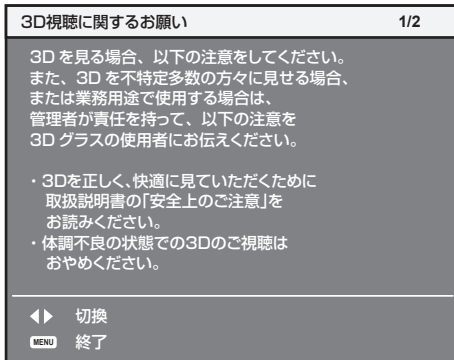 3D視聴に関するお願い 1/2
3D を見る場合、以下の注意をしてください。
また、3D を不特定多数の方々に見せる場合、
または業務用途で使用する場合は、
管理者が責任を持って、以下の注意を
3D グラスの使用者にお伝えください。
・3Dを正しく、快適に見ていただくために
取扱説明書の「安全上のご注意」を
お読みください。
・体調不良の状態での3Dのご視聴は
おやめください。
切換
MENU 終了